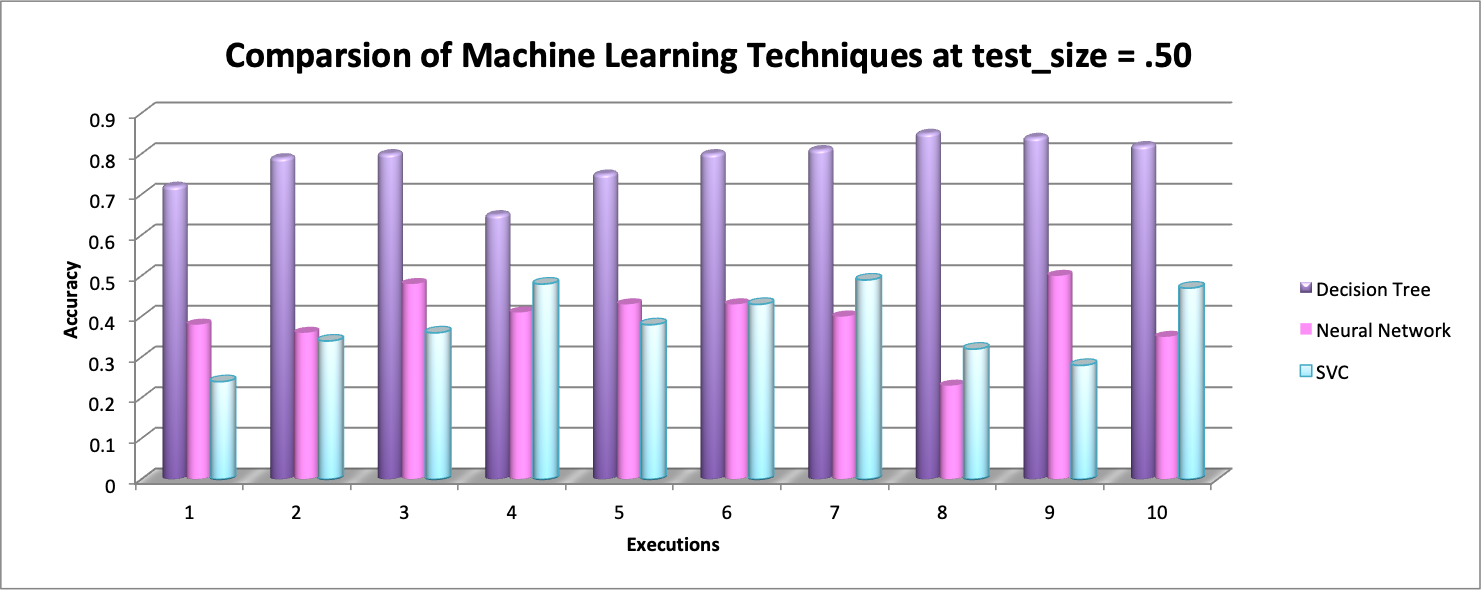 Comparsion of Machine Learning Techniques at test_size = .50
0.9
0.8
0.7
0.6
0.5
0.4
0.3
0.2
0.1
0
Accuracy
1 2 3 4 5 6 7 8 9 10
Executions
Decision Tree
Neural Network
SVC